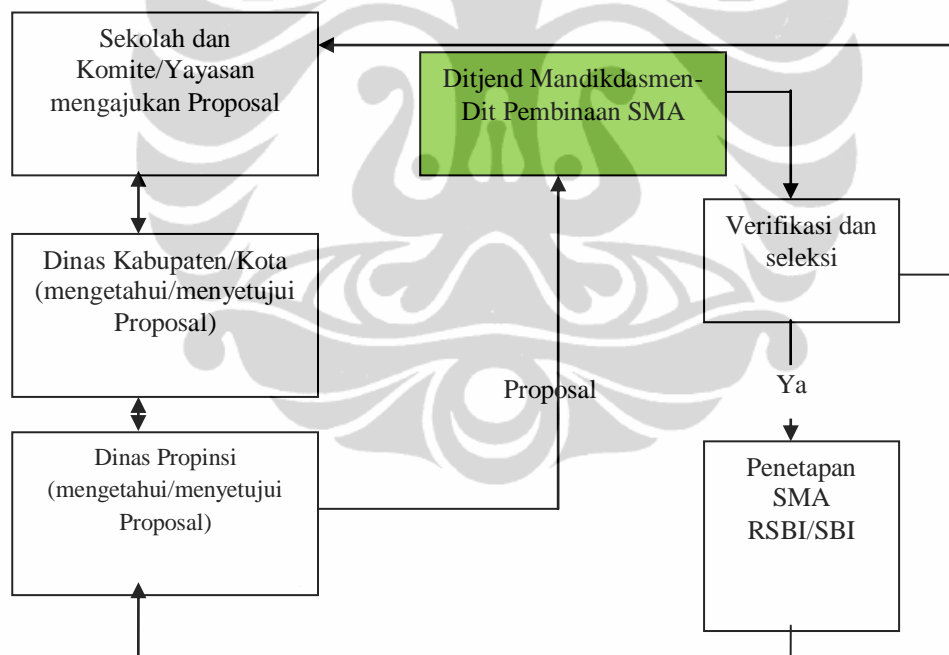 Sekolah dan
Komite/Yayasan
mengajukan Proposal
Ditjend Mandikdasmen-
Dit Pembinaan SMA
Verifikasi dan
seleksi
Dinas Kabupaten/Kota
(mengetahui/menyetujui
Proposal)
Proposal
Ya
Dinas Propinsi
(mengetahui/menyetujui
Proposal)
Penetapan
SMA
RSBI/SBI